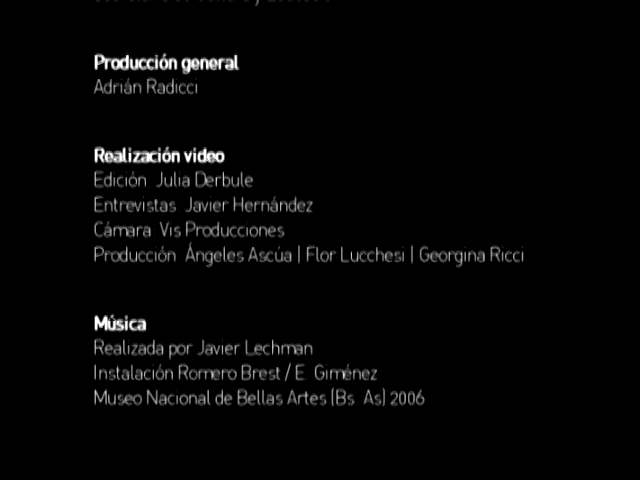 Producción general
Adrián Radicci
Realización video
Edición Julia Derbule
Entrevistas Javier Hernández
Cámara Vis Producciones
Producción Ángeles Ascúa | Flor Lucchesi | Georgina Ricci
Música
Realizada por Javier Lechman
Instalación Romero Brest / E Giménez
Museo Nacional de Bellas Artes (Bs As) 2006